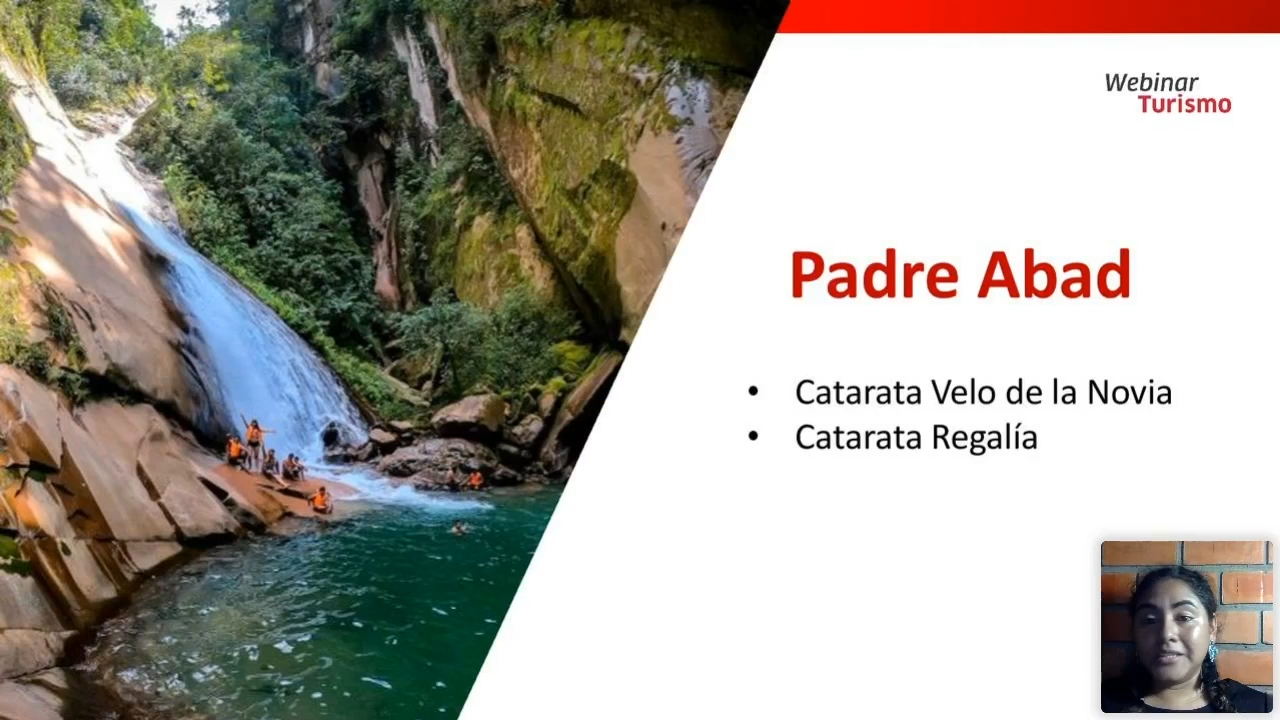 Webinar
Turismo
Padre Abad
• Catarata Velo de la Novia
• Catarata Regalía